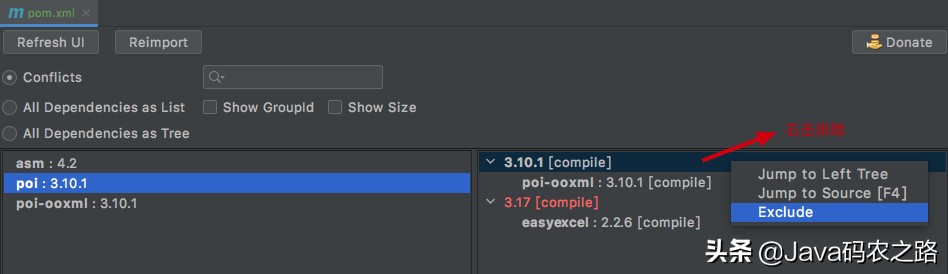 pom.xml
Refresh UI
Reimport
Donate
Conflicts
All Dependencies as List
Show GroupId
Show Size
All Dependencies as Tree
右击排除
asm : 4.2
poi : 3.10.1
poi-ooxml : 3.10.1
3.10.1 [compile]
poi-ooxml : 3.10.1 [compile]
3.17 [compile]
easyexcel : 2.2.6 [compile]
Jump to Left Tree
Jump to Source [F4]
Exclude
头条 @Java码农之路